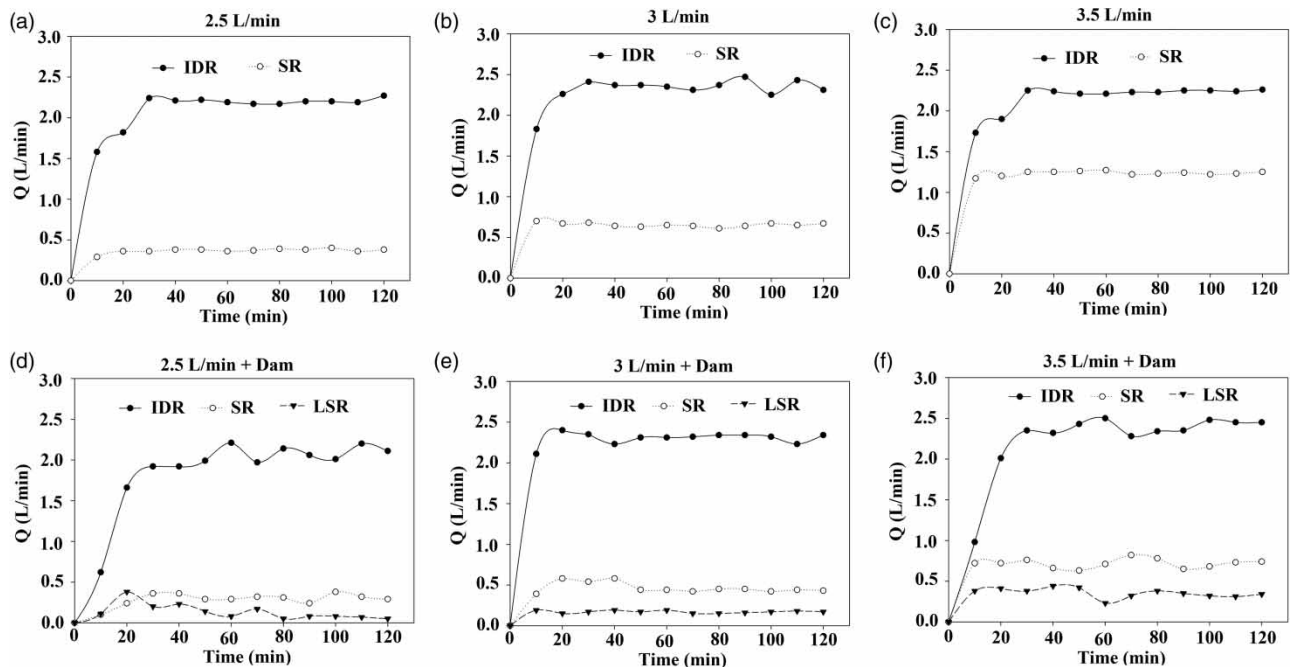 (a)
2.5 L/min
3.0
2.5
2.0
1.5
1.0
0.5
0.0
Q (L/min)
IDR
SR
0 20 40 60 80 100 120
Time (min)
(b)
3 L/min
3.0
2.5
2.0
1.5
1.0
0.5
0.0
Q (L/min)
IDR
SR
0 20 40 60 80 100 120
Time (min)
(c)
3.5 L/min
3.0
2.5
2.0
1.5
1.0
0.5
0.0
Q (L/min)
IDR
SR
0 20 40 60 80 100 120
Time (min)
(d)
2.5 L/min + Dam
3.0
2.5
2.0
1.5
1.0
0.5
0.0
Q (L/min)
IDR
SR
LSR
0 20 40 60 80 100 120
Time (min)
(e)
3 L/min + Dam
3.0
2.5
2.0
1.5
1.0
0.5
0.0
Q (L/min)
IDR
SR
LSR
0 20 40 60 80 100 120
Time (min)
(f)
3.5 L/min + Dam
3.0
2.5
2.0
1.5
1.0
0.5
0.0
Q (L/min)
IDR
SR
LSR
0 20 40 60 80 100 120
Time (min)